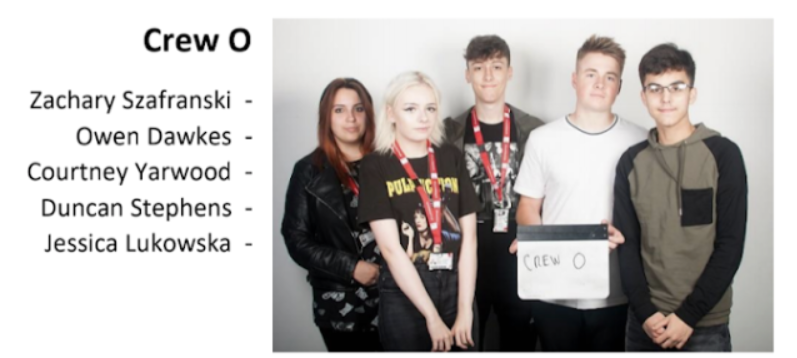 Crew O
Zachary Szafranski -
Owen Dawkes -
Courtney Yarwood -
Duncan Stephens -
Jessica Lukowska -
PULP FICTION
CREW O